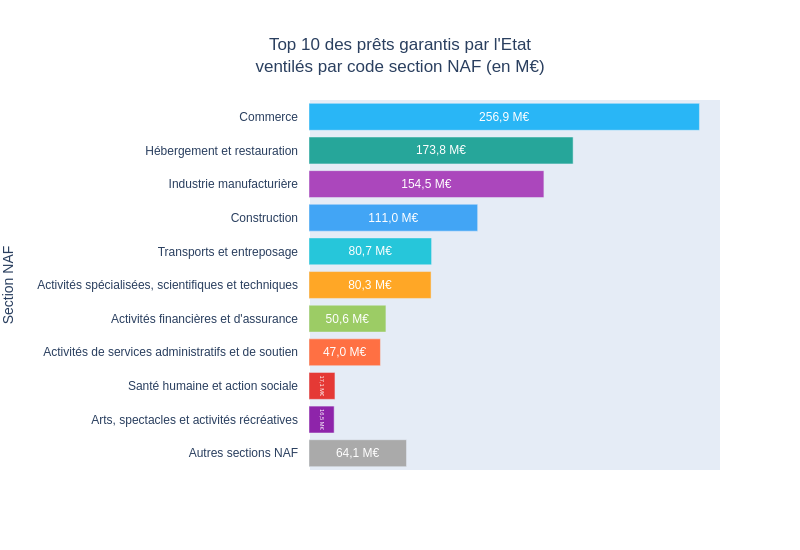 Top 10 des prêts garantis par l'Etat
ventilés par code section NAF (en M€)
Section NAF
Commerce 256,9 M€
Hébergement et restauration 173,8 M€
Industrie manufacturière 154,5 M€
Construction 111,0 M€
Transports et entreposage 80,7 M€
Activités spécialisées, scientifiques et techniques 80,3 M€
Activités financières et d'assurance 50,6 M€
Activités de services administratifs et de soutien 47,0 M€
Santé humaine et action sociale
Arts, spectacles et activités récréatives
Autres sections NAF 64,1 M€